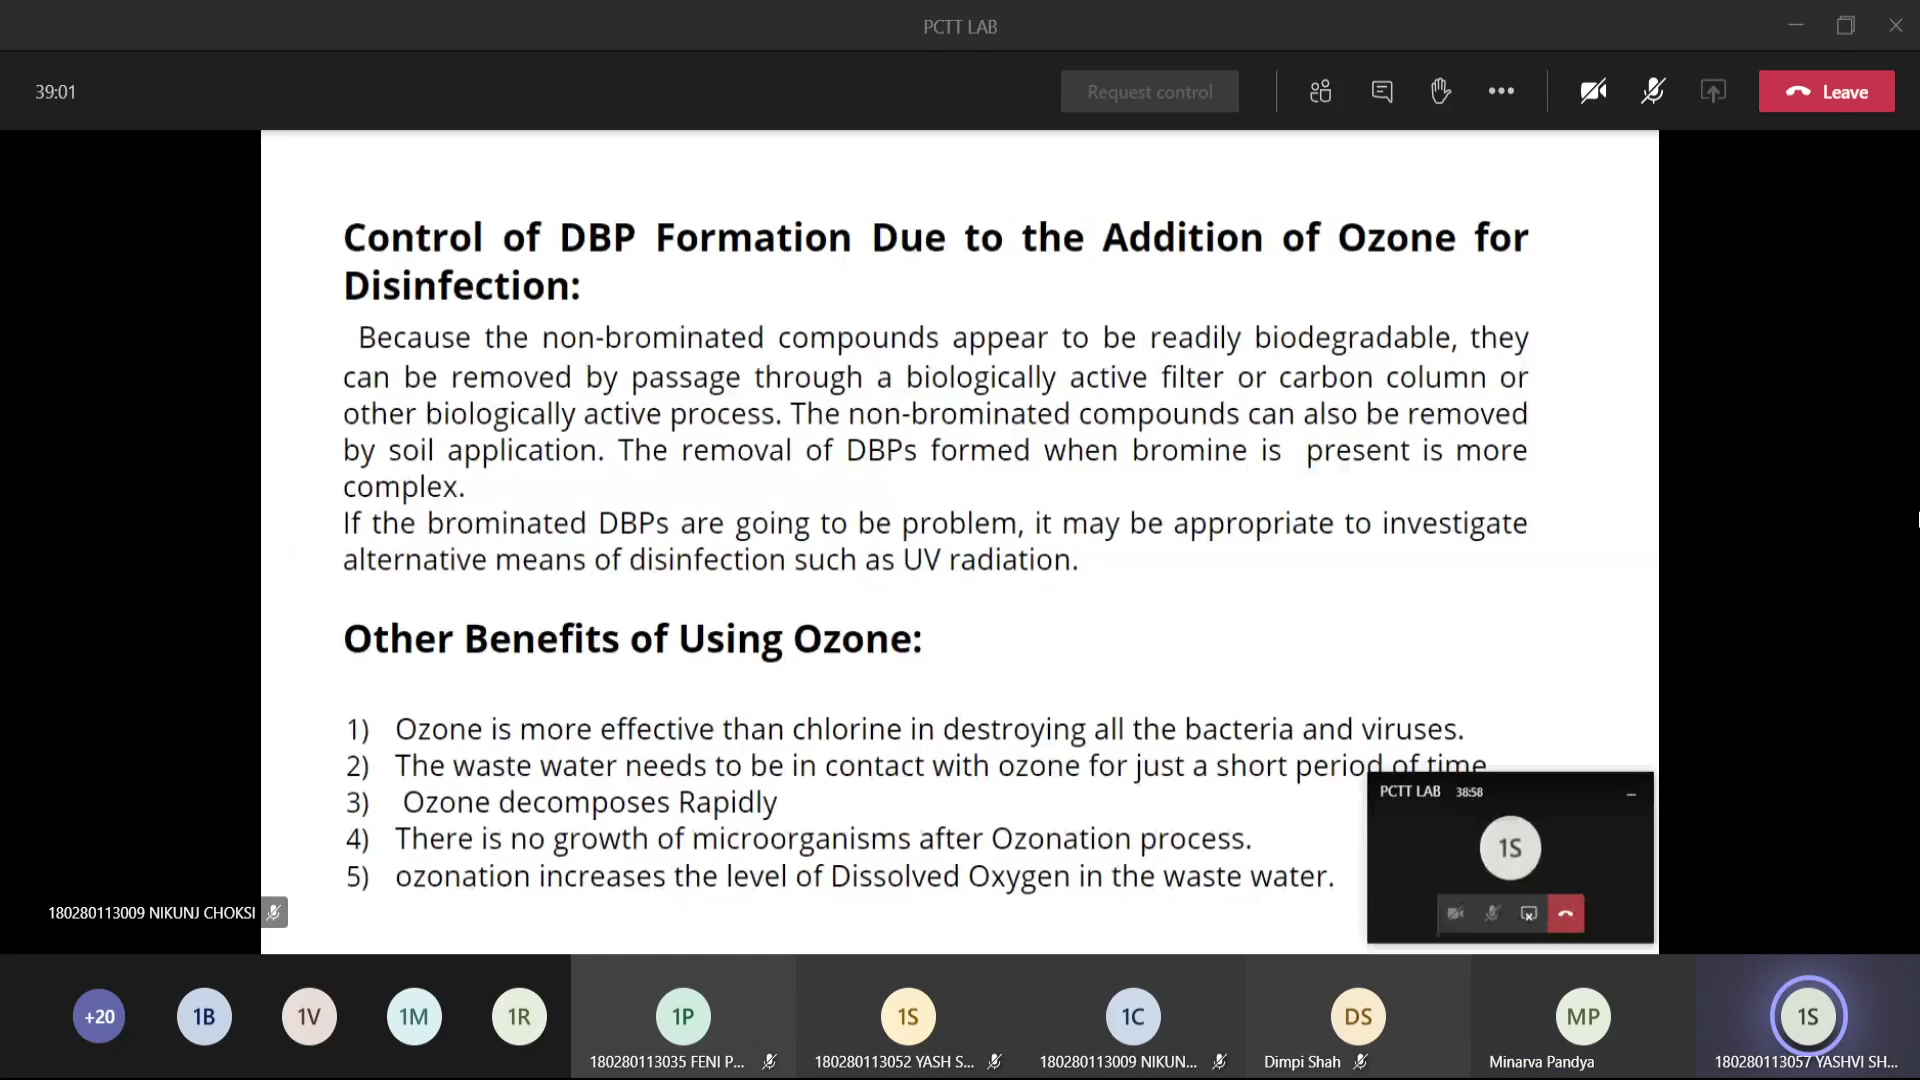 PCTT LAB
39:01
Request control
Leave
Control of DBP Formation Due to the Addition of Ozone for
Disinfection:
Because the non-brominated compounds appear to be readily biodegradable, they
can be removed by passage through a biologically active filter or carbon column or
other biologically active process. The non-brominated compounds can also be removed
by soil application. The removal of DBPs formed when bromine is present is more
complex.
If the brominated DBPs are going to be problem, it may be appropriate to investigate
alternative means of disinfection such as UV radiation.
Other Benefits of Using Ozone:
1) Ozone is more effective than chlorine in destroying all the bacteria and viruses.
2) The waste water needs to be in contact with ozone for just a short period of time
3) Ozone decomposes Rapidly
4) There is no growth of microorganisms after Ozonation process.
5) ozonation increases the level of Dissolved Oxygen in the waste water.
PCTT LAB 38:58
1S
180280113009 NIKUNJ CHOKSI
+20 1B 1V 1M 1R 1P 1S 1C DS MP 1S
180280113035 FENI P... 180280113052 YASH S... 180280113009 NIKUN... Dimpi Shah Minarva Pandya 180280113057 YASHVI SH...